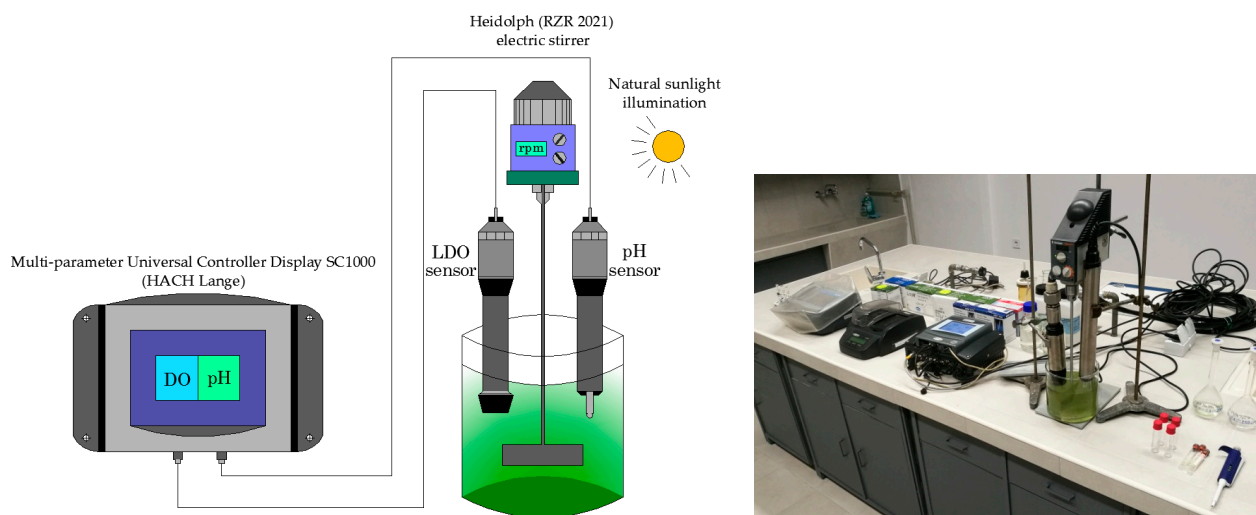 Heidolph (RZR 2021)
electric stirrer
Natural sunlight
illumination
rpm
LDO
sensor
pH
sensor
Multi-parameter Universal Controller Display SC1000
(HACH Lange)
DO
pH